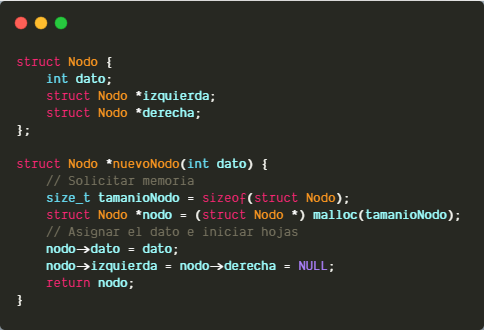 struct Nodo {
    int dato;
    struct Nodo *izquierda;
    struct Nodo *derecha;
};

struct Nodo *nuevoNodo(int dato) {
    // Solicitar memoria
    size_t tamanioNodo = sizeof(struct Nodo);
    struct Nodo *nodo = (struct Nodo *) malloc(tamanioNodo);
    // Asignar el dato e iniciar hojas
    nodo->dato = dato;
    nodo->izquierda = nodo->derecha = NULL;
    return nodo;
}